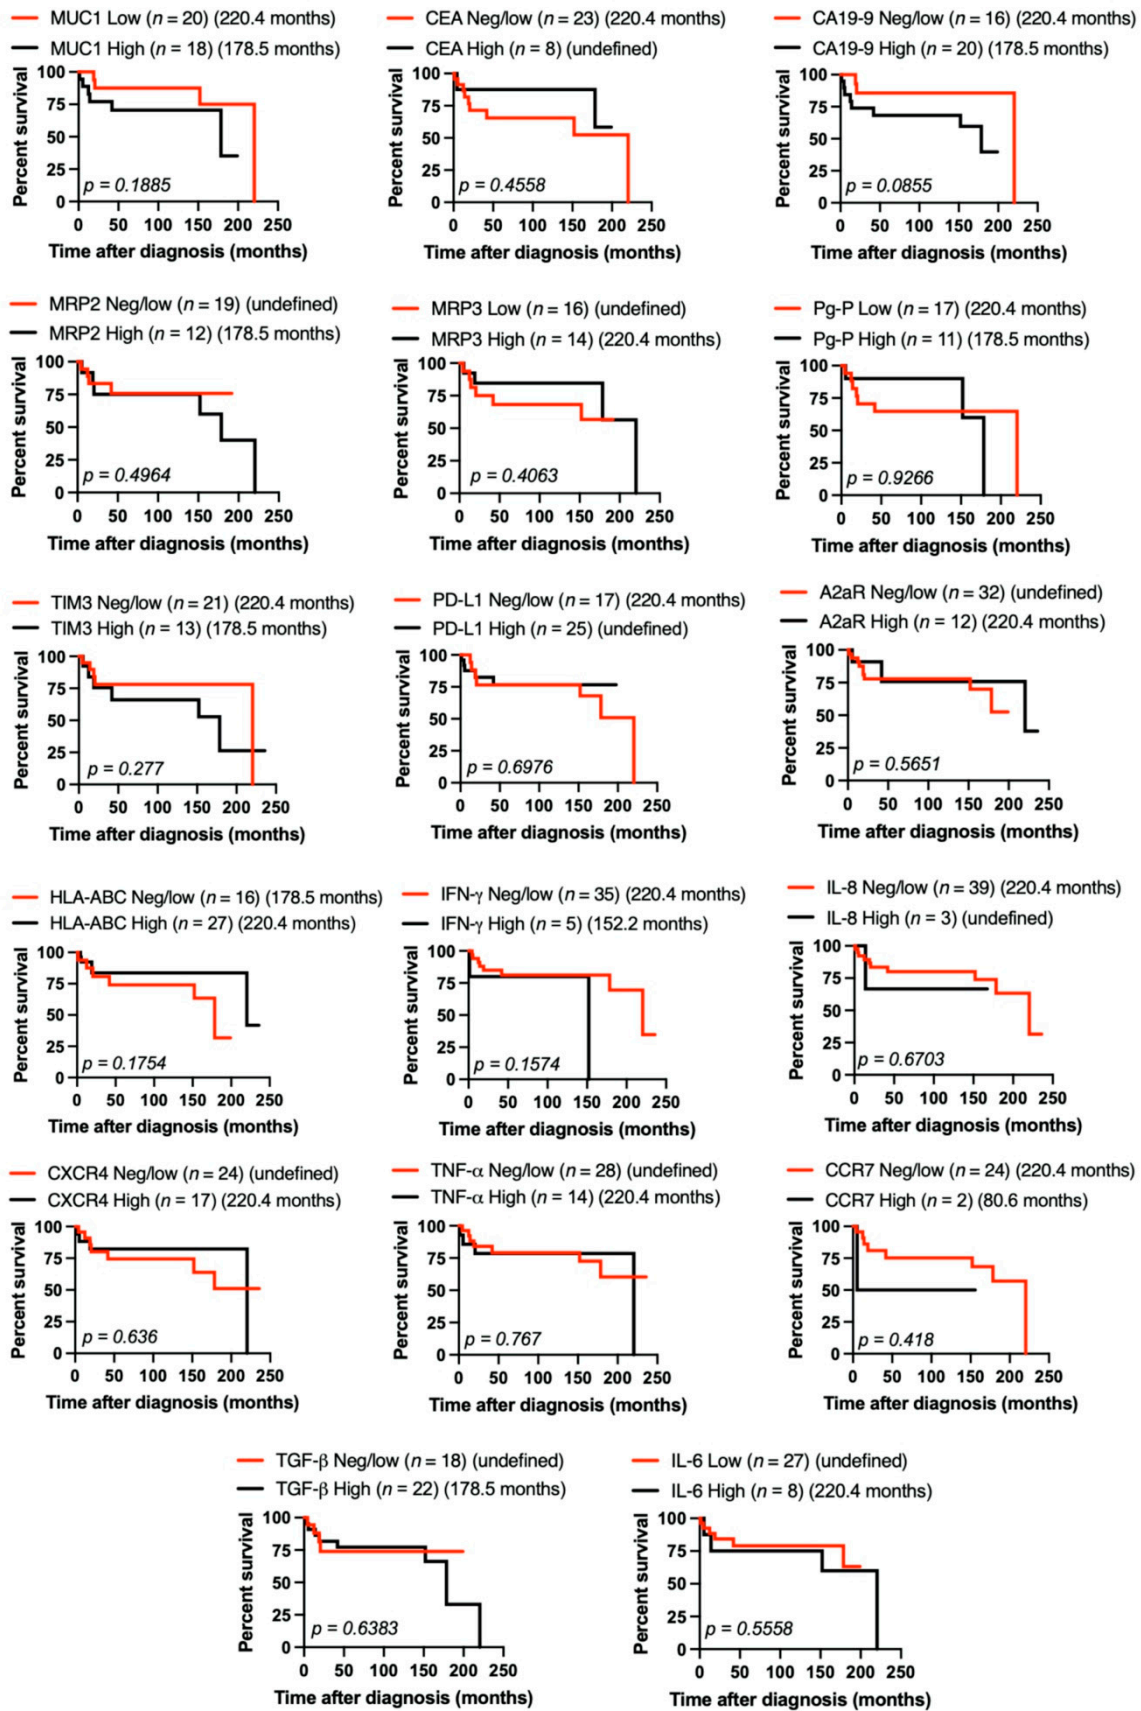 MUC1 Low (n = 20) (220.4 months)
MUC1 High (n = 18) (178.5 months)
Percent survival
100
75
50
25
0
p = 0.1885
0 50 100 150 200 250
Time after diagnosis (months)
CEA Neg/low (n = 23) (220.4 months)
CEA High (n = 8) (undefined)
Percent survival
100
75
50
25
0
p = 0.4558
0 50 100 150 200 250
Time after diagnosis (months)
CA19-9 Neg/low (n = 16) (220.4 months)
CA19-9 High (n = 20) (178.5 months)
Percent survival
100
75
50
25
0
p = 0.0855
0 50 100 150 200 250
Time after diagnosis (months)
MRP2 Neg/low (n = 19) (undefined)
MRP2 High (n = 12) (178.5 months)
Percent survival
100
75
50
25
0
p = 0.4964
0 50 100 150 200 250
Time after diagnosis (months)
MRP3 Low (n = 16) (undefined)
MRP3 High (n = 14) (220.4 months)
Percent survival
100
75
50
25
0
p = 0.4063
0 50 100 150 200 250
Time after diagnosis (months)
Pg-P Low (n = 17) (220.4 months)
Pg-P High (n = 11) (178.5 months)
Percent survival
100
75
50
25
0
p = 0.9266
0 50 100 150 200 250
Time after diagnosis (months)
TIM3 Neg/low (n = 21) (220.4 months)
TIM3 High (n = 13) (178.5 months)
Percent survival
100
75
50
25
0
p = 0.277
0 50 100 150 200 250
Time after diagnosis (months)
PD-L1 Neg/low (n = 17) (220.4 months)
PD-L1 High (n = 25) (undefined)
Percent survival
100
75
50
25
0
p = 0.6976
0 50 100 150 200 250
Time after diagnosis (months)
A2aR Neg/low (n = 32) (undefined)
A2aR High (n = 12) (220.4 months)
Percent survival
100
75
50
25
0
p = 0.5651
0 50 100 150 200 250
Time after diagnosis (months)
HLA-ABC Neg/low (n = 16) (178.5 months)
HLA-ABC High (n = 27) (220.4 months)
Percent survival
100
75
50
25
0
p = 0.1754
0 50 100 150 200 250
Time after diagnosis (months)
IFN-γ Neg/low (n = 35) (220.4 months)
IFN-γ High (n = 5) (152.2 months)
Percent survival
100
75
50
25
0
p = 0.1574
0 50 100 150 200 250
Time after diagnosis (months)
IL-8 Neg/low (n = 39) (220.4 months)
IL-8 High (n = 3) (undefined)
Percent survival
100
75
50
25
0
p = 0.6703
0 50 100 150 200 250
Time after diagnosis (months)
CXCR4 Neg/low (n = 24) (undefined)
CXCR4 High (n = 17) (220.4 months)
Percent survival
100
75
50
25
0
p = 0.636
0 50 100 150 200 250
Time after diagnosis (months)
TNF-α Neg/low (n = 28) (undefined)
TNF-α High (n = 14) (220.4 months)
Percent survival
100
75
50
25
0
p = 0.767
0 50 100 150 200 250
Time after diagnosis (months)
CCR7 Neg/low (n = 24) (220.4 months)
CCR7 High (n = 2) (80.6 months)
Percent survival
100
75
50
25
0
p = 0.418
0 50 100 150 200 250
Time after diagnosis (months)
TGF-β Neg/low (n = 18) (undefined)
TGF-β High (n = 22) (178.5 months)
Percent survival
100
75
50
25
0
p = 0.6383
0 50 100 150 200 250
Time after diagnosis (months)
IL-6 Low (n = 27) (undefined)
IL-6 High (n = 8) (220.4 months)
Percent survival
100
75
50
25
0
p = 0.5558
0 50 100 150 200 250
Time after diagnosis (months)